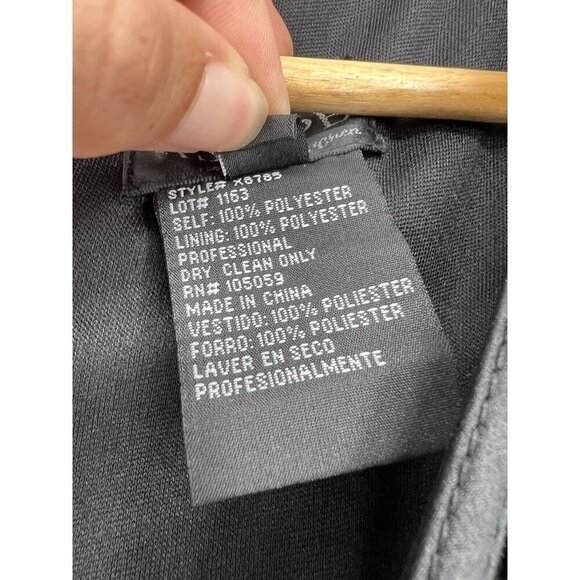 STYLE# X8785
LOT# 1163
SELF: 100% POLYESTER
LINING: 100% POLYESTER
PROFESSIONAL
DRY CLEAN ONLY
RN# 105059
MADE IN CHINA
VESTIDO: 100% POLIESTER
FORRO: 100% POLIESTER
LAVER EN SECO
PROFESIONALMENTE